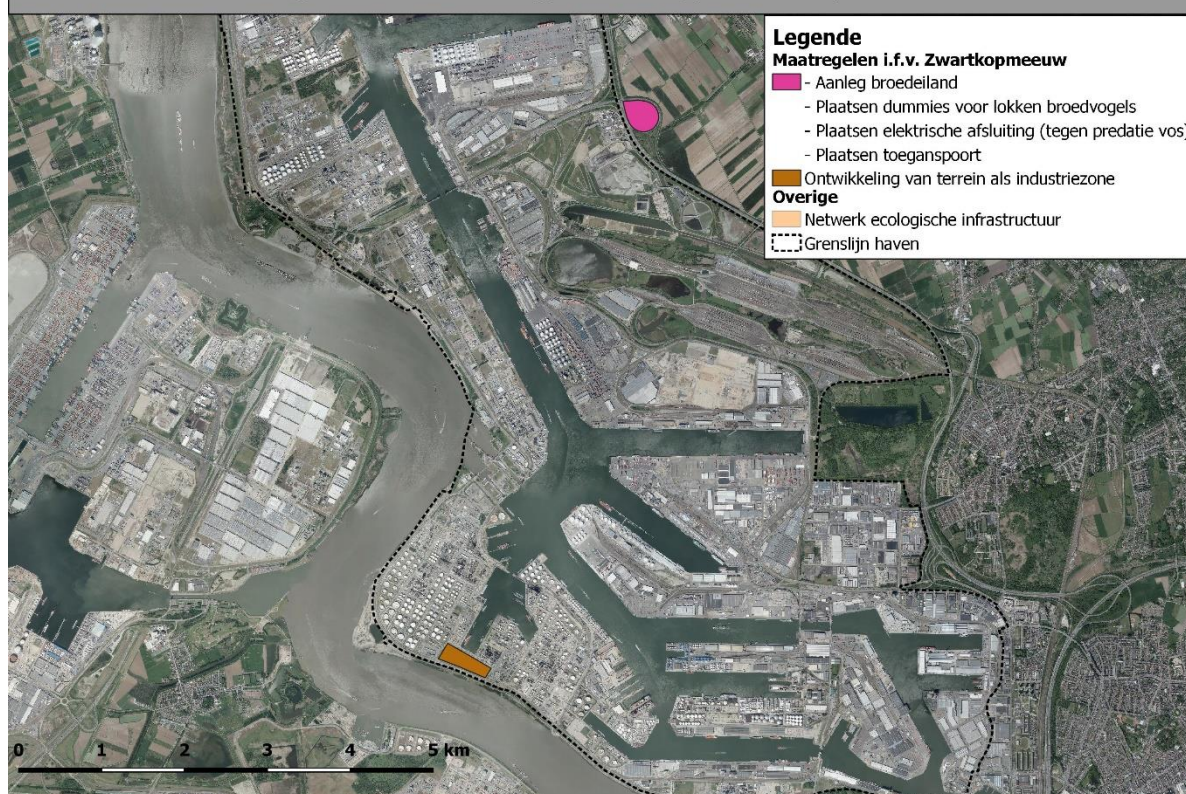 Legende
Maatregelen i.f.v. Zwartkopmeeuw
- Aanleg broedeiland
- Plaatsen dummies voor lokken broedvogels
- Plaatsen elektrische afsluiting (tegen predatie vos)
- Plaatsen toeganspoort
Ontwikkeling van terrein als industriezone
Overige
Netwerk ecologische infrastructuur
Grenslijn haven
0 1 2 3 4 5 km